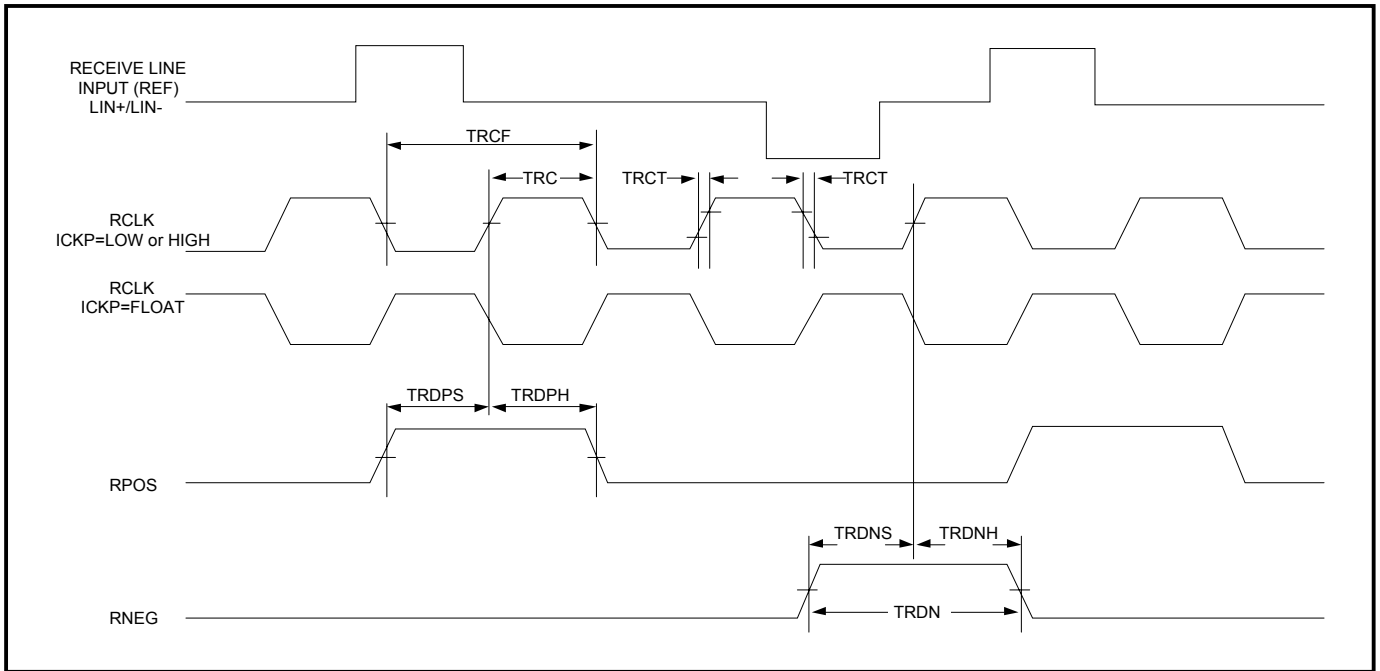 RECEIVE LINE
INPUT (REF)
LIN+/LIN-
TRCF
TRC
TRCT
TRCT
RCLK
ICKP=LOW or HIGH
RCLK
ICKP=FLOAT
TRDPS
TRDPH
RPOS
TRDNS
TRDNH
TRDN
RNEG